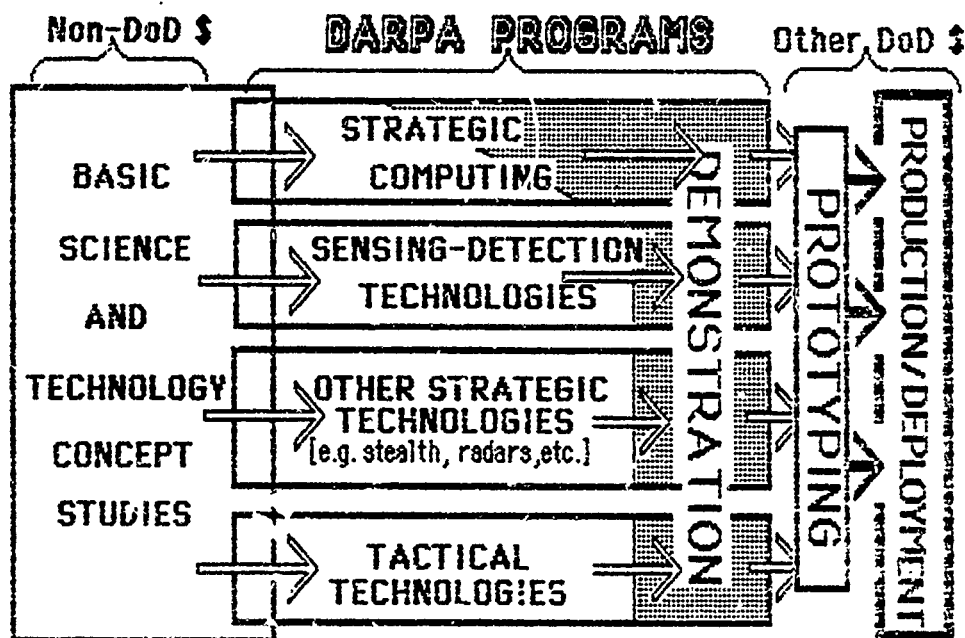 Non-DoD $
DARPA PROGRAMS
Other DoD $
BASIC
SCIENCE
AND
TECHNOLOGY
CONCEPT
STUDIES
STRATEGIC
COMPUTING
SENSING-DETECTION
TECHNOLOGIES
OTHER STRATEGIC
TECHNOLOGIES
[e.g. stealth, radars,etc.]
TACTICAL
TECHNOLOGIES
DEMONSTRATION
PROTOTYPING
PRODUCTION/DEPLOYMENT